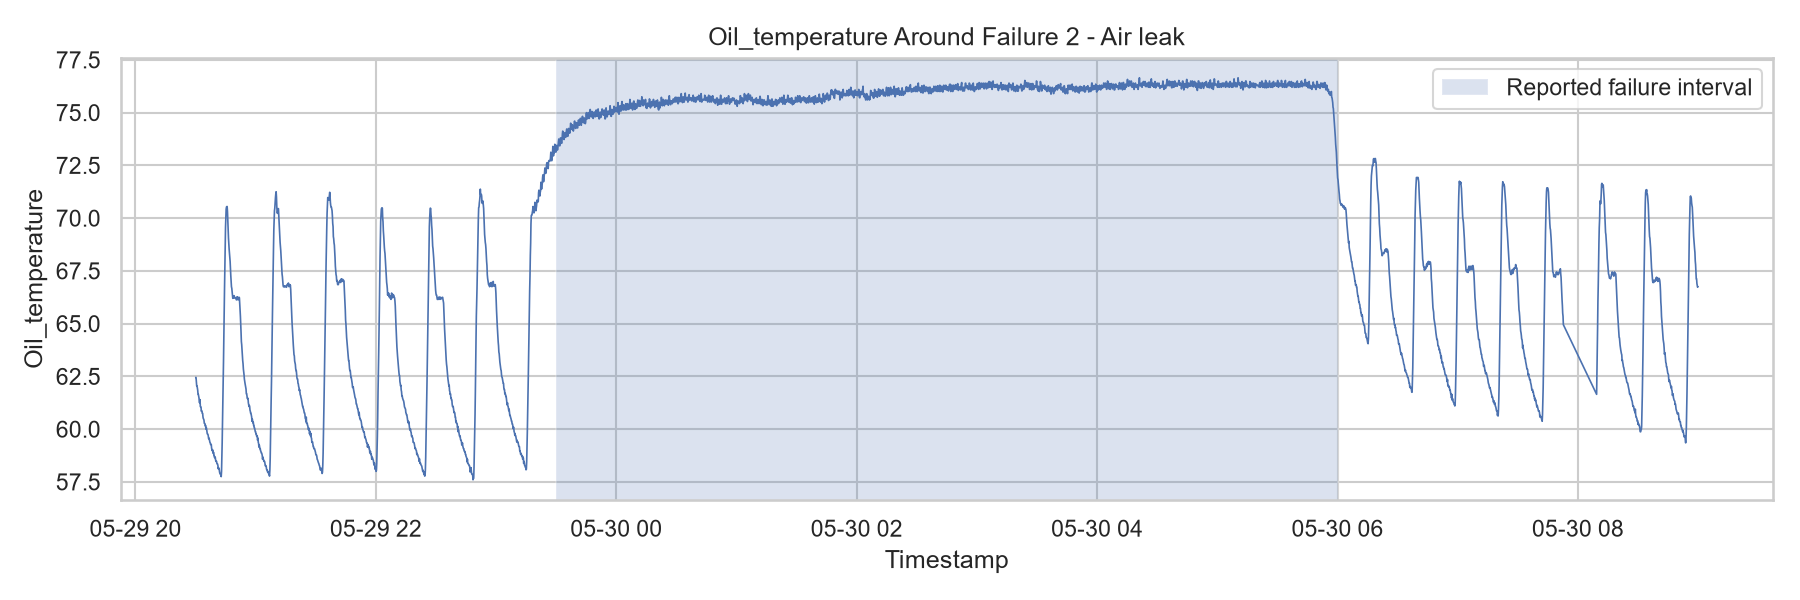 Oil_temperature Around Failure 2 - Air leak
77.5
75.0
72.5
70.0
67.5
65.0
62.5
60.0
57.5
Oil_temperature
Reported failure interval
05-29 20 05-29 22 05-30 00 05-30 02 05-30 04 05-30 06 05-30 08
Timestamp